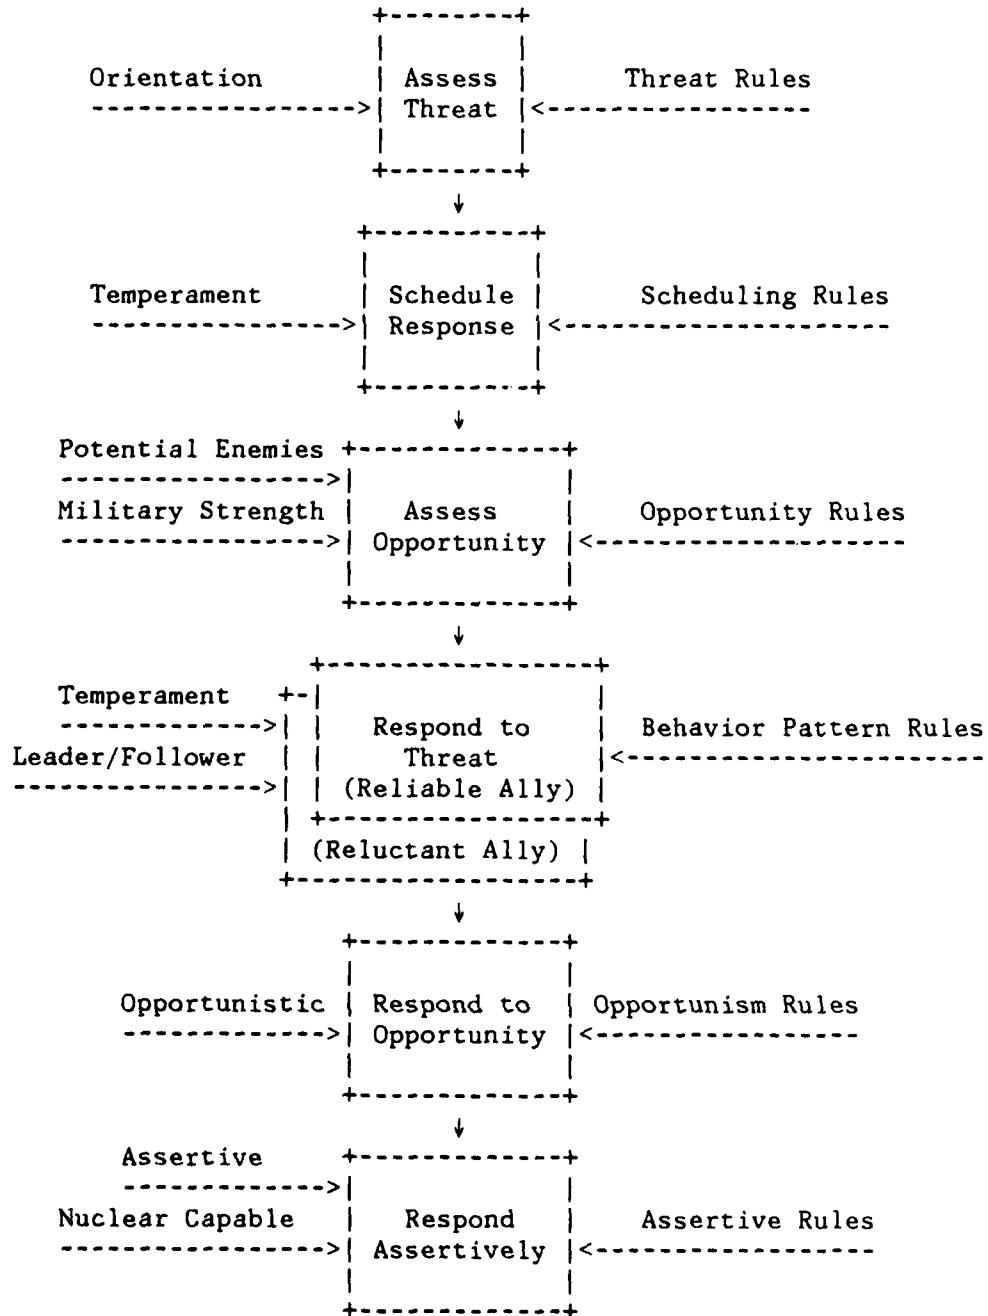 Orientation Assess Threat Rules
Threat
Temperament Schedule Scheduling Rules
Response
Potential Enemies
Military Strength Assess Opportunity Rules
Opportunity
Temperament
Respond to Behavior Pattern Rules
Leader/Follower Threat
(Reliable Ally)
(Reluctant Ally)
Opportunistic Respond to Opportunism Rules
Opportunity
Assertive
Nuclear Capable Respond Assertive Rules
Assertively